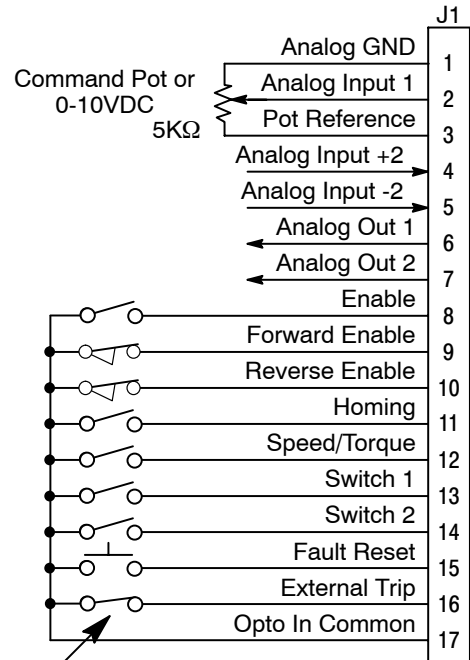 J1
Analog GND 1
Command Pot or
0-10VDC
5KΩ
Analog Input 1 2
Pot Reference 3
Analog Input +2 4
Analog Input -2 5
Analog Out 1 6
Analog Out 2 7
Enable 8
Forward Enable 9
Reverse Enable 10
Homing 11
Speed/Torque 12
Switch 1 13
Switch 2 14
Fault Reset 15
External Trip 16
Opto In Common 17